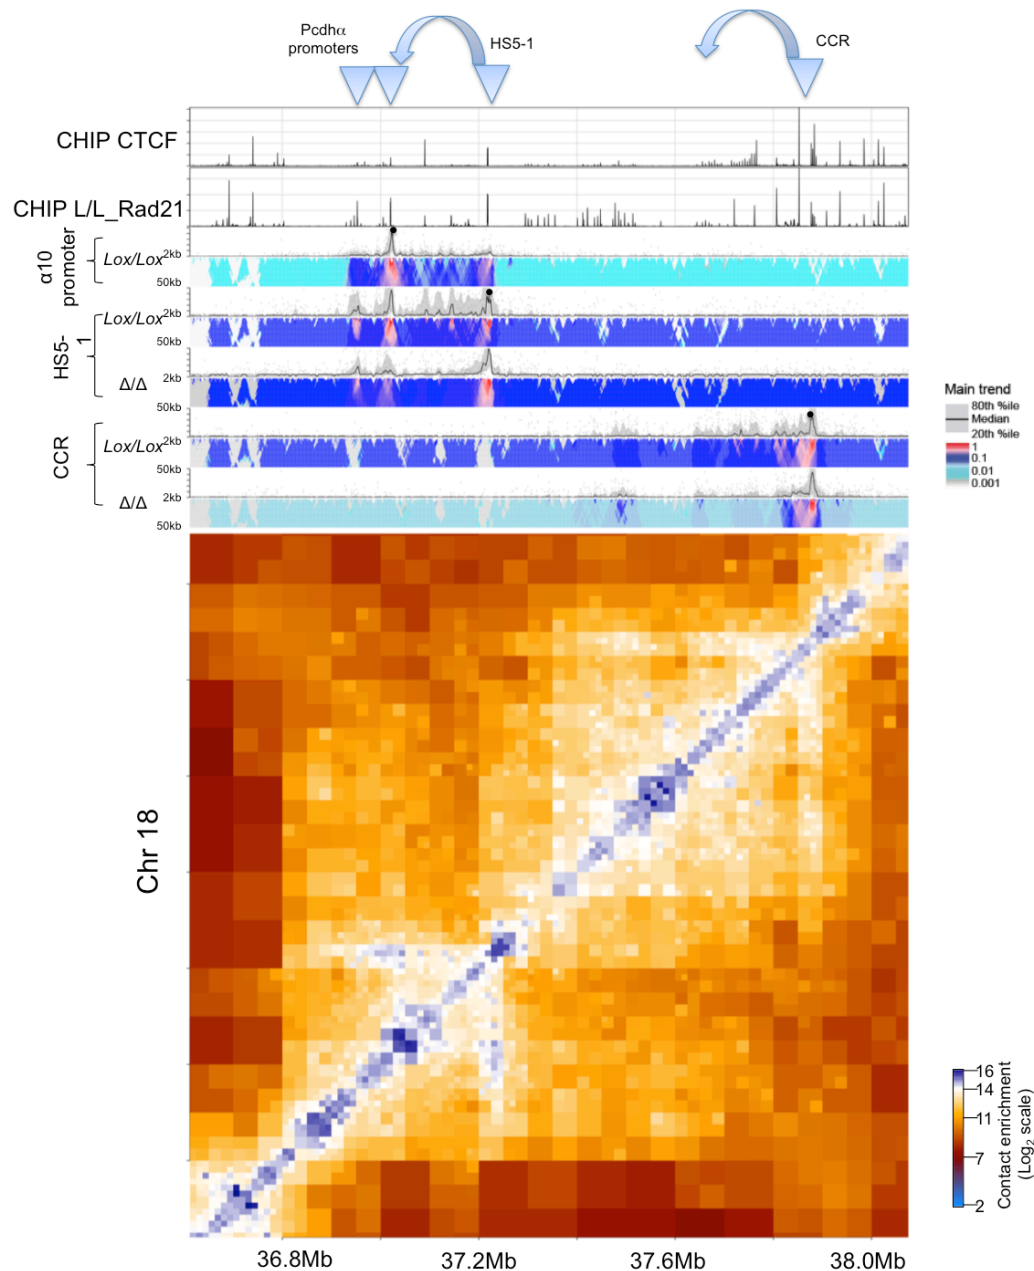 Pcdhα
promoters
HS5-1
CCR
CHIP CTCF
CHIP L/L_Rad21
α10
promoter
Lox/Lox
2kb
50kb
HS5-
1
Lox/Lox
2kb
50kb
Δ/Δ
2kb
50kb
CCR
Lox/Lox
2kb
50kb
Δ/Δ
2kb
50kb
Main trend
80th %ile
Median
20th %ile
1
0.1
0.01
0.001
Chr 18
16
14
11
7
2
Contact enrichment
(Log2 scale)
36.8Mb
37.2Mb
37.6Mb
38.0Mb